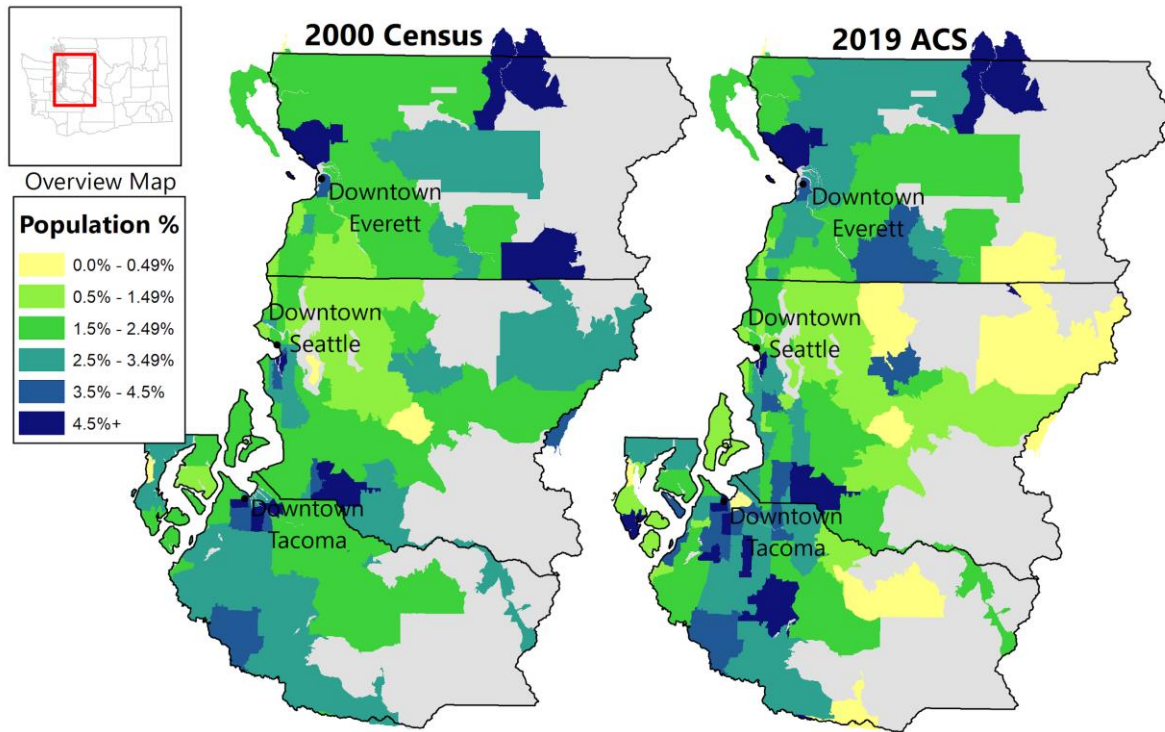 2000 Census
2019 ACS
Overview Map
Population %
0.0% - 0.49%
0.5% - 1.49%
1.5% - 2.49%
2.5% - 3.49%
3.5% - 4.5%
4.5%+
Downtown
Everett
Downtown
Seattle
Downtown
Tacoma
Downtown
Everett
Downtown
Seattle
Downtown
Tacoma